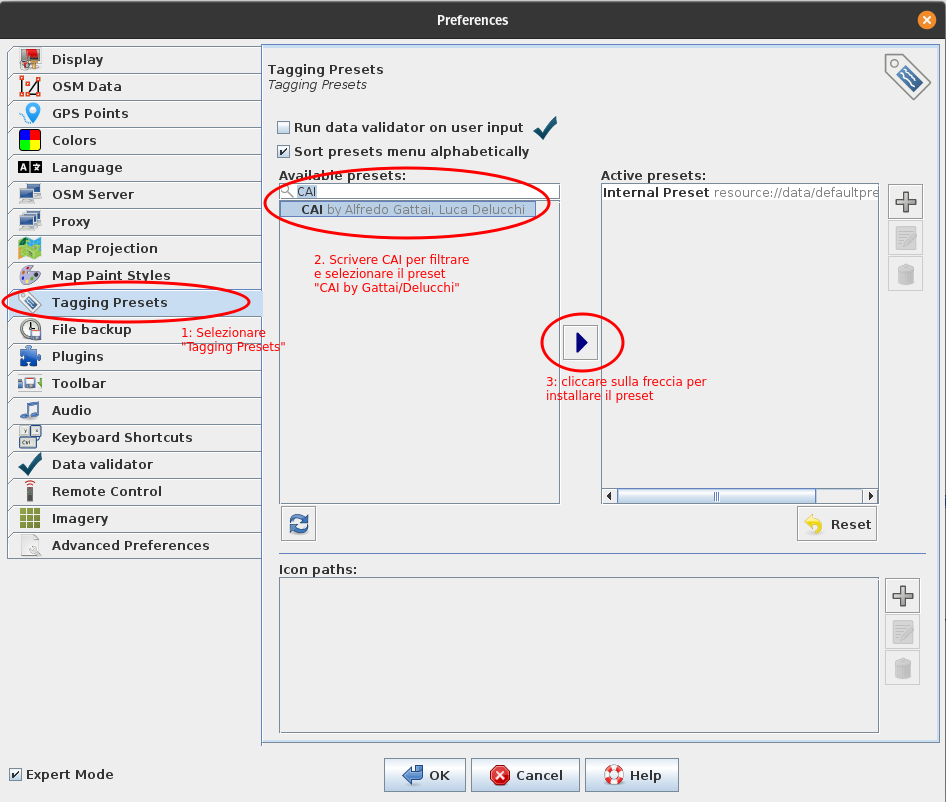 Preferences
Display
OSM Data
GPS Points
Colors
Language
OSM Server
Proxy
Map Projection
Map Paint Styles
Tagging Presets
File backup
Plugins
Toolbar
Audio
Keyboard Shortcuts
Data validator
Remote Control
Imagery
Advanced Preferences
1: Selezionare
"Tagging Presets"
Tagging Presets
Tagging Presets
Run data validator on user input
Sort presets menu alphabetically
Available presets:
CAI
CAI by Alfredo Gattai, Luca Delucchi
2. Scrivere CAI per filtrare
e selezionare il preset
"CAI by Gattai/Delucchi"
3: cliccare sulla freccia per
installare il preset
Active presets:
Internal Preset resource://data/defaultpre
Reset
Icon paths:
Expert Mode
OK
Cancel
Help